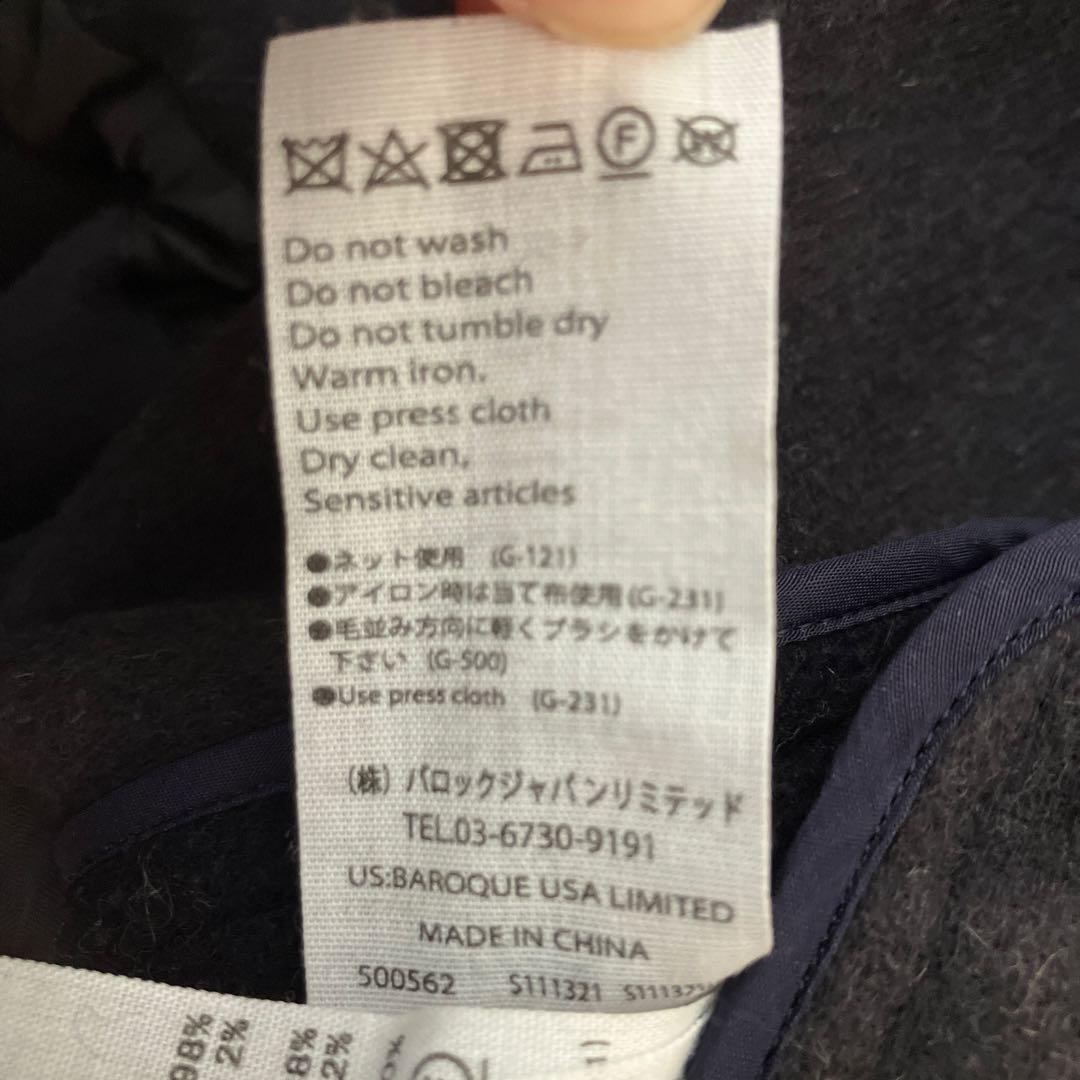 F
W
Do not wash
Do not bleach
Do not tumble dry
Warm iron.
Use press cloth
Dry clean,
Sensitive articles
●ネット使用 (G-121)
●アイロン時は当て布使用(G-231)
●毛並み方向に軽くブラシをかけて
下さい (G-500)
●Use press cloth (G-231)
(株) バロックジャパンリミテッド
TEL.03-6730-9191
US:BAROQUE USA LIMITED
MADE IN CHINA
500562 S111321
98%
2%
8%
2%